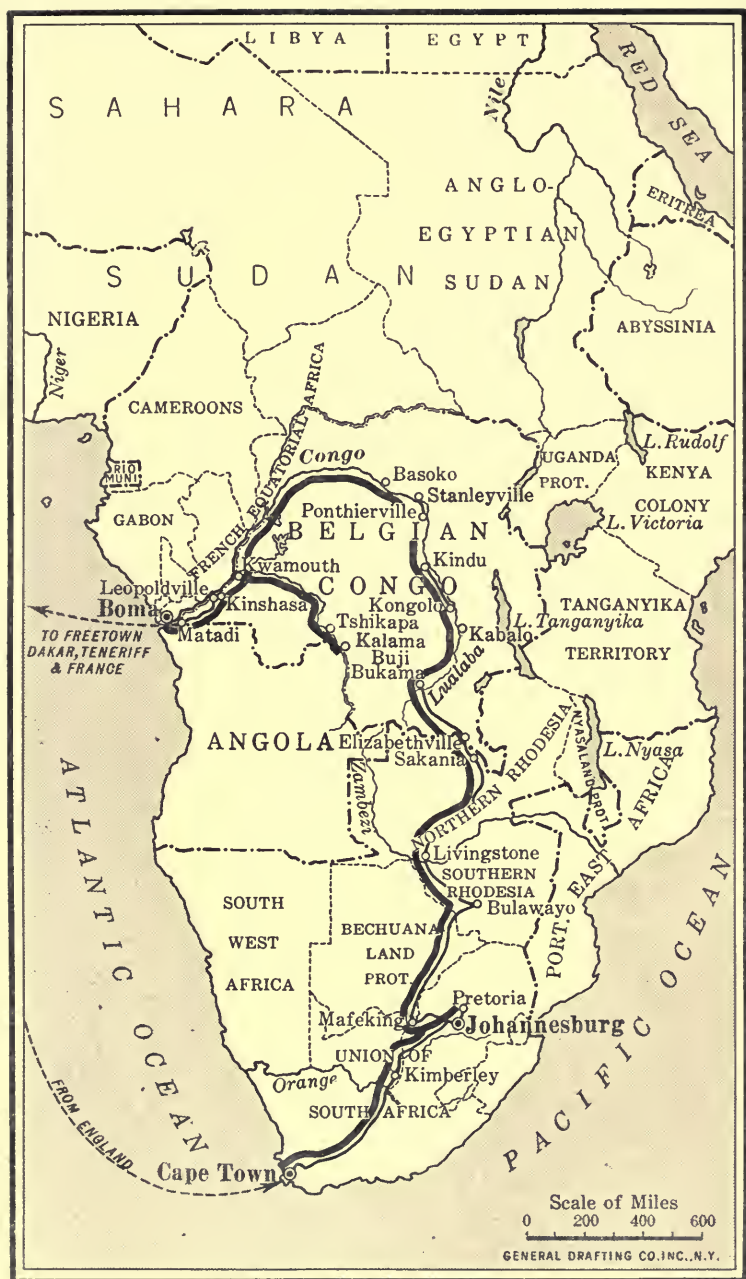 LIBYA
EGYPT
RED SEA
SAHARA
Nile
ANGLO-
EGYPTIAN
SUDAN
ERITREA
SUDAN
NIGERIA
Niger
ABYSSINIA
CAMEROONS
FRENCH EQUATORIAL AFRICA
Congo
Basoko
Stanleyville
Ponthierville
UGANDA
PROT.
L. Rudolf
KENYA
COLONY
L. Victoria
RIO
MUNI
GABON
BELGIAN
CONGO
Kwamouth
Kindu
Leopoldville
Boma
Kinshasa
Matadi
Kongolo
Kabalo
L. Tanganyika
TANGANYIKA
TERRITORY
TO FREETOWN
DAKAR, TENERIFF
& FRANCE
Tshikapa
Kalama
Buji
Bukama
Lualaba
ANGOLA
Elizabethville
Sakania
NORTHERN RHODESIA
NYASALAND PROT.
L. Nyasa
Zambezi
Livingstone
SOUTHERN
RHODESIA
Bulawayo
PORT. EAST AFRICA
ATLANTIC OCEAN
SOUTH
WEST
AFRICA
BECHUANA
LAND
PROT.
Pretoria
Mafeking
Johannesburg
UNION OF
Kimberley
Orange
SOUTH AFRICA
PACIFIC OCEAN
FROM ENGLAND
Cape Town
Scale of Miles
0 200 400 600
GENERAL DRAFTING CO.INC., N.Y.